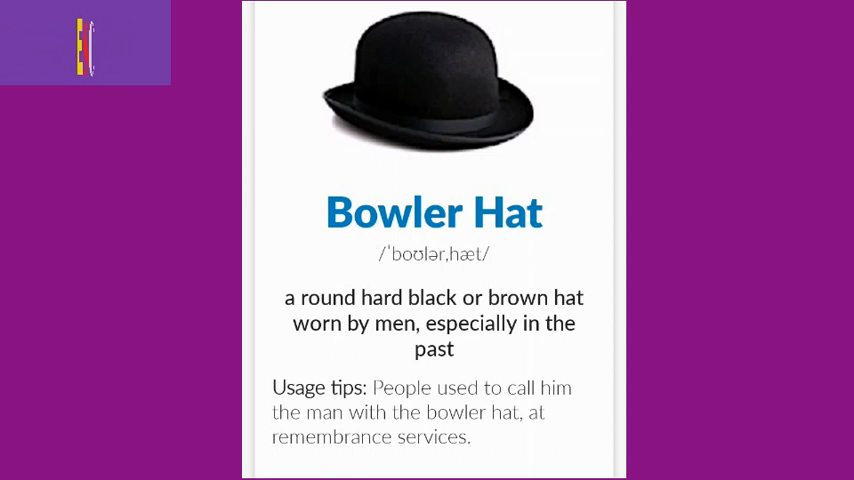 Bowler Hat
/ˈboʊlərˌhæt/
a round hard black or brown hat
worn by men, especially in the
past
Usage tips: People used to call him
the man with the bowler hat, at
remembrance services.